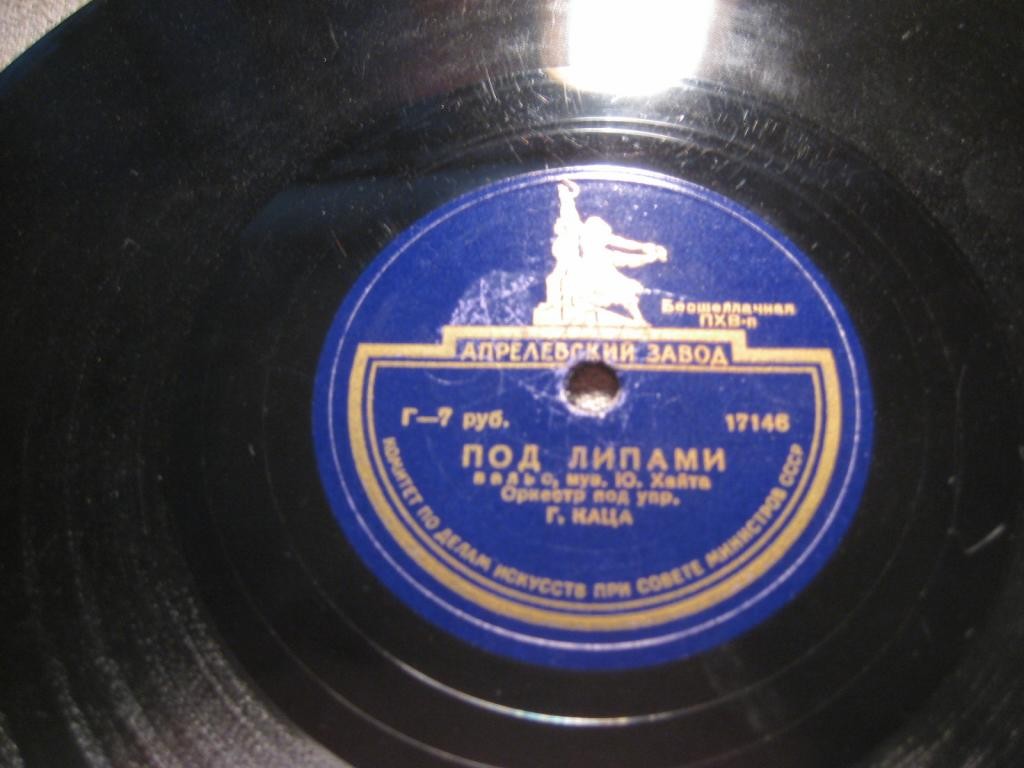 Бесшеллачная
ПХВ-п
АПРЕЛЕВСКИЙ ЗАВОД
Г—7 руб.
17146
ПОД ЛИПАМИ
вальс, муз. Ю. Хайта
Оркестр под упр.
Г. КАЦА
КОМИТЕТ ПО ДЕЛАМ ИСКУССТВ ПРИ СОВЕТЕ МИНИСТРОВ СССР